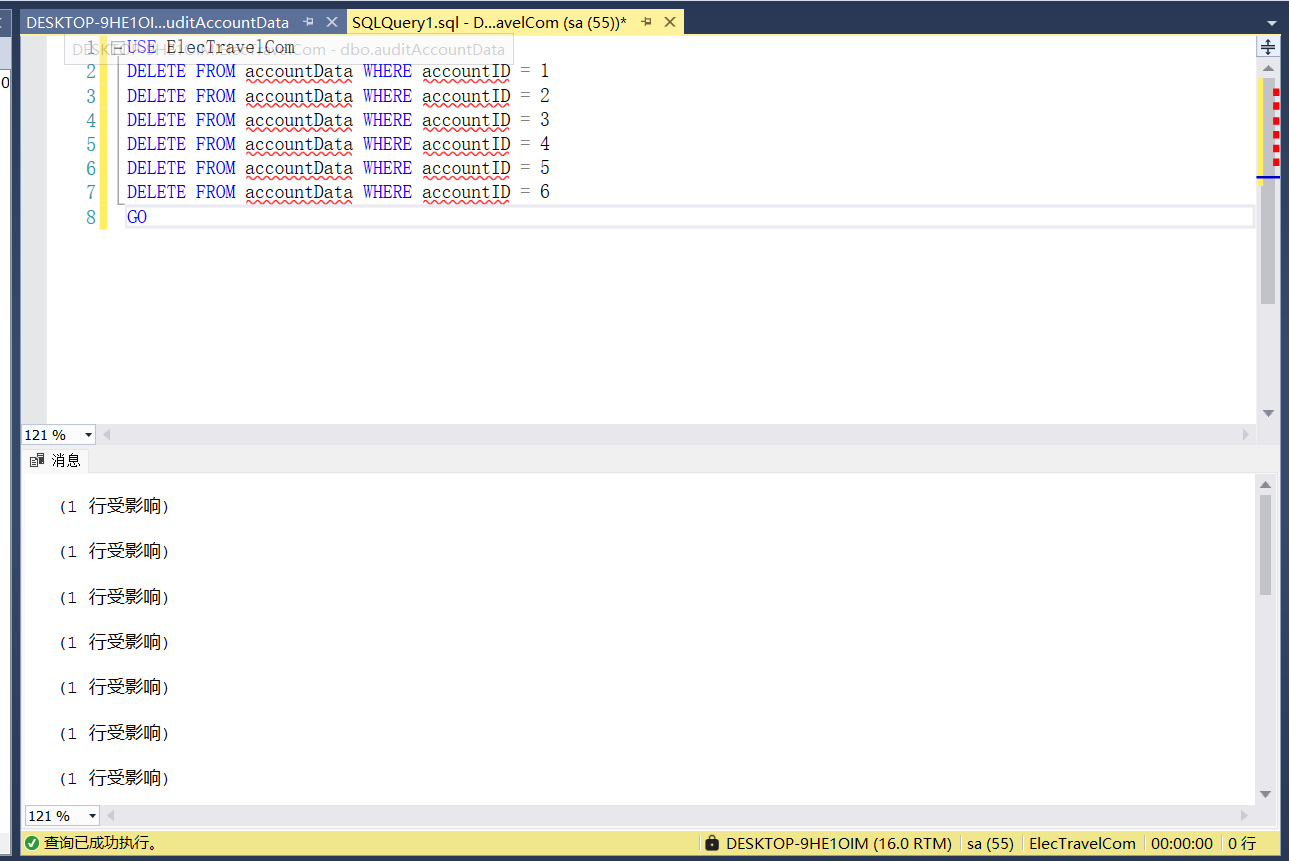 DESKTOP-9HE1OI...uditAccountData
SQLQuery1.sql - D...avelCom (sa (55))*
0
1 USE ElecTravelCom
2 DELETE FROM accountData WHERE accountID = 1
3 DELETE FROM accountData WHERE accountID = 2
4 DELETE FROM accountData WHERE accountID = 3
5 DELETE FROM accountData WHERE accountID = 4
6 DELETE FROM accountData WHERE accountID = 5
7 DELETE FROM accountData WHERE accountID = 6
8 GO
121 %
消息
(1 行受影响)
(1 行受影响)
(1 行受影响)
(1 行受影响)
(1 行受影响)
(1 行受影响)
(1 行受影响)
121 %
查询已成功执行。
DESKTOP-9HE1OIM (16.0 RTM) sa (55) ElecTravelCom 00:00:00 0 行